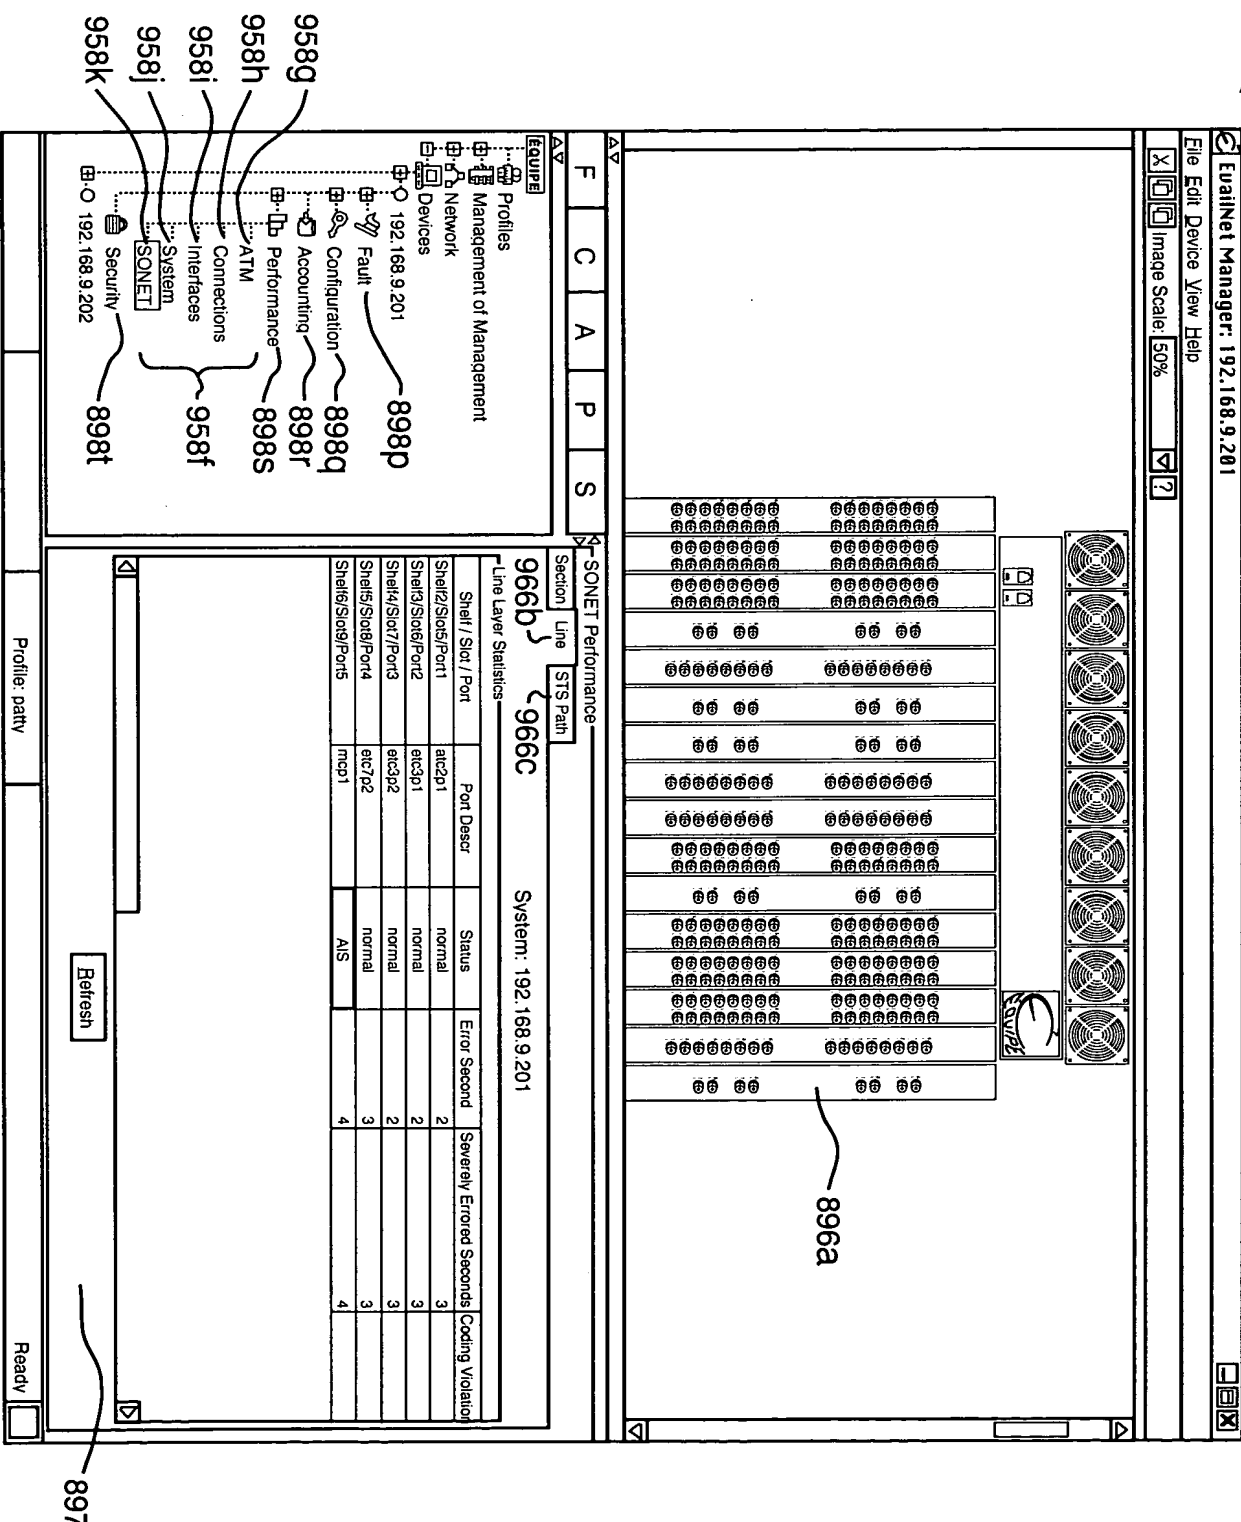 EvailNet Manager: 192.168.9.201
File Edit Device View Help
Image Scale: 50% ?
EQUIPE
896a
F C A P S
EQUIPE
Profiles
Management of Management
Network
Devices
192.168.9.201
Fault
Configuration
Accounting
Performance
ATM
Connections
Interfaces
System
SONET
Security
192.168.9.202
898p
898q
898r
898s
958f
898t
958g
958h
958i
958j
958k
SONET Performance
Section Line STS Path
966b 966c
System: 192.168.9.201
Line Layer Statistics
Shelf / Slot / Port Port Descr Status Error Second Severely Errored Seconds Coding Violation
Shelf2/Slot5/Port1 atc2p1 normal 2 3
Shelf3/Slot6/Port2 etc3p1 normal 2 3
Shelf4/Slot7/Port3 etc3p2 normal 2 3
Shelf5/Slot8/Port4 etc7p2 normal 3 3
Shelf6/Slot9/Port5 mcp1 AIS 4 4
Refresh
897
Profile: patty Ready